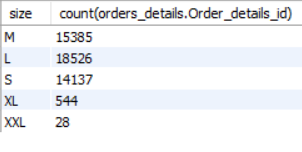 size count(orders_details.Order_details_id)
M 15385
L 18526
S 14137
XL 544
XXL 28